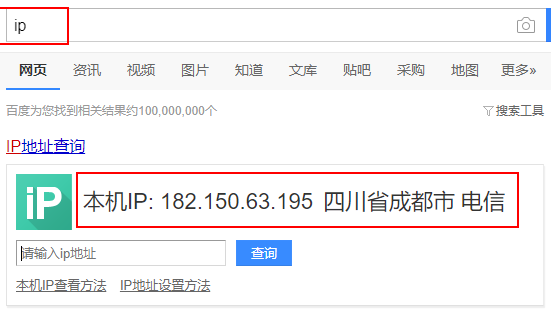 ip
网页 资讯 视频 图片 知道 文库 贴吧 采购 地图 更多»
百度为您找到相关结果约100,000,000个 搜索工具
IP地址查询
iP 本机IP: 182.150.63.195 四川省成都市 电信
请输入ip地址 查询
本机IP查看方法 IP地址设置方法